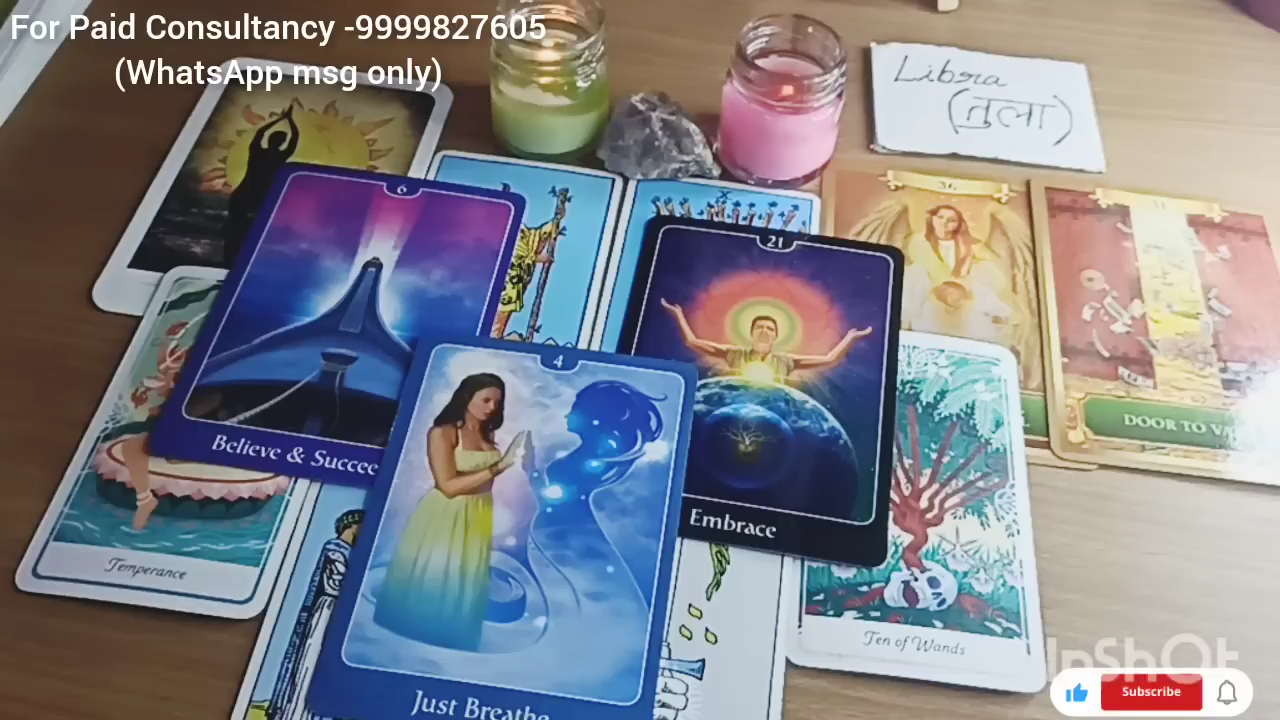 For Paid Consultancy -9999827605
(WhatsApp msg only)
Libra
(तुला)
6
21
36
Believe & Succee
4
DOOR TO VA
Embrace
Temperance
Ten of Wands
Just Breathe
InShOt
Subscribe